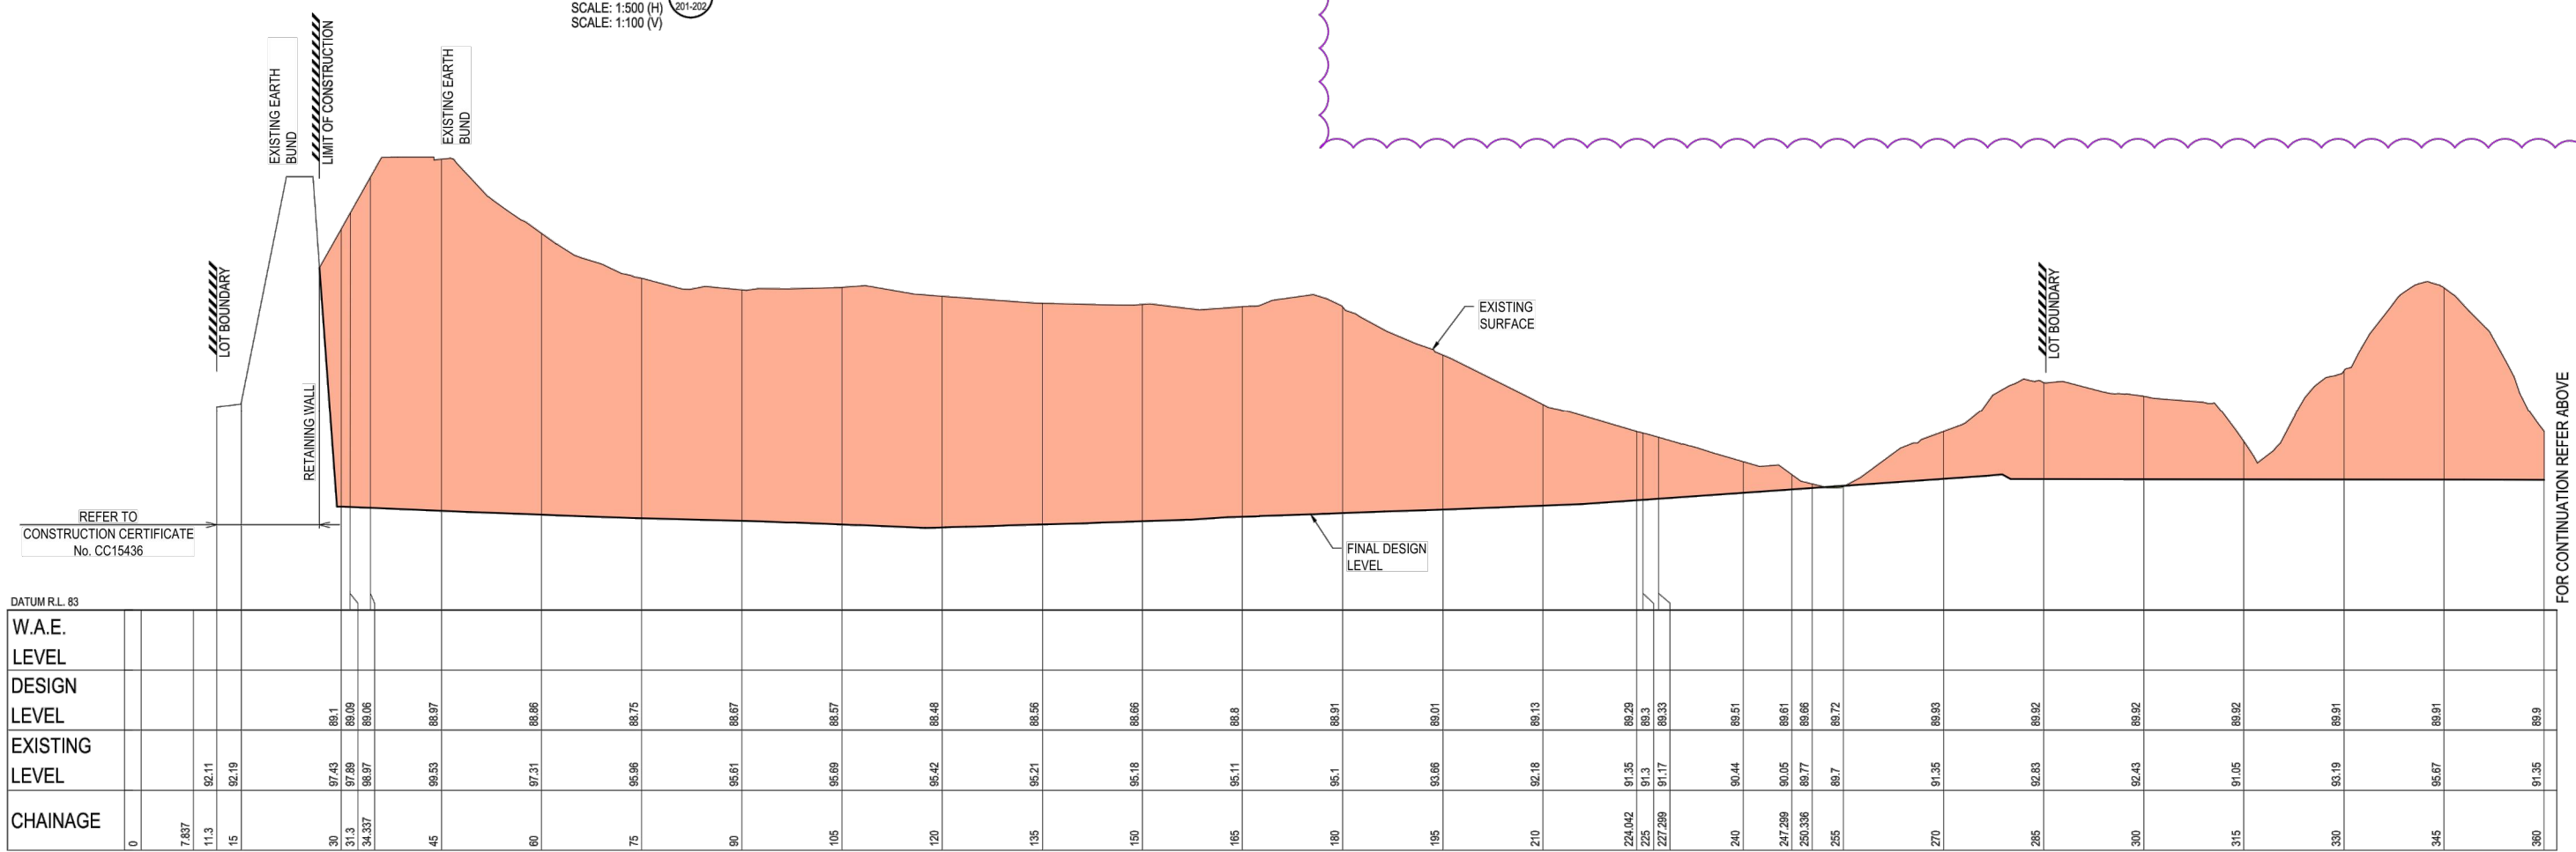 SCALE: 1:500 (H)
SCALE: 1:100 (V)
201-202
EXISTING EARTH
BUND
LIMIT OF CONSTRUCTION
EXISTING EARTH
BUND
LOT BOUNDARY
RETAINING WALL
REFER TO
CONSTRUCTION CERTIFICATE
No. CC15436
EXISTING
SURFACE
FINAL DESIGN
LEVEL
LOT BOUNDARY
FOR CONTINUATION REFER ABOVE
DATUM R.L. 83
W.A.E.
LEVEL
DESIGN
LEVEL
89.1 89.09 89.06 88.97 88.86 88.75 88.67 88.57 88.48 88.56 88.66 88.8 88.91 89.01 89.13 89.29 89.3 89.33 89.51 89.61 89.66 89.72 89.93 89.92 89.92 89.92 89.91 89.91 89.9
EXISTING
LEVEL
92.11 92.19 97.43 97.89 98.97 99.53 97.31 95.96 95.61 95.69 95.42 95.21 95.18 95.11 95.1 93.66 92.18 91.35 91.3 91.17 90.44 90.05 89.77 89.7 91.35 92.83 92.43 91.05 93.19 95.67 91.35
CHAINAGE
0 7.837 11.3 15 30 31.3 34.337 45 60 75 90 105 120 135 150 165 180 195 210 224.042 225 227.299 240 247.299 250.336 255 270 285 300 315 330 345 360